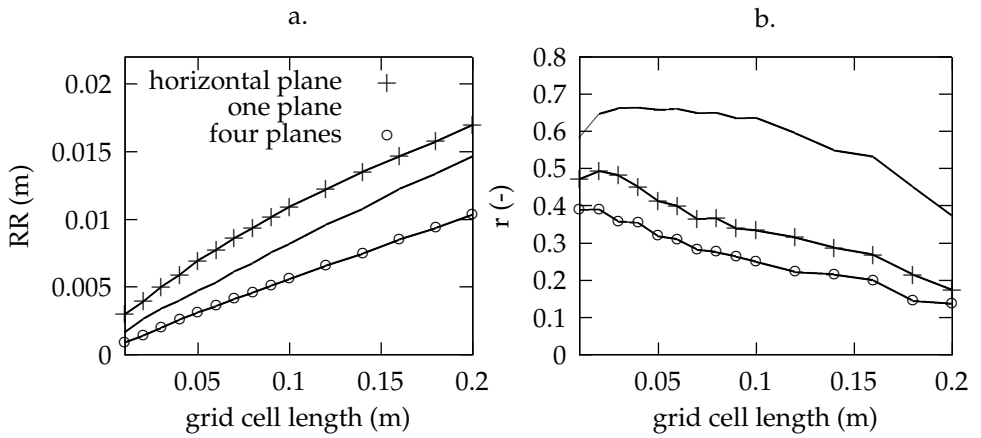 a.
0.02
0.015
0.01
0.005
0
RR (m)
horizontal plane
one plane
four planes
0.05
0.1
0.15
0.2
grid cell length (m)
b.
0.8
0.7
0.6
0.5
0.4
0.3
0.2
0.1
0
r (-)
0.05
0.1
0.15
0.2
grid cell length (m)